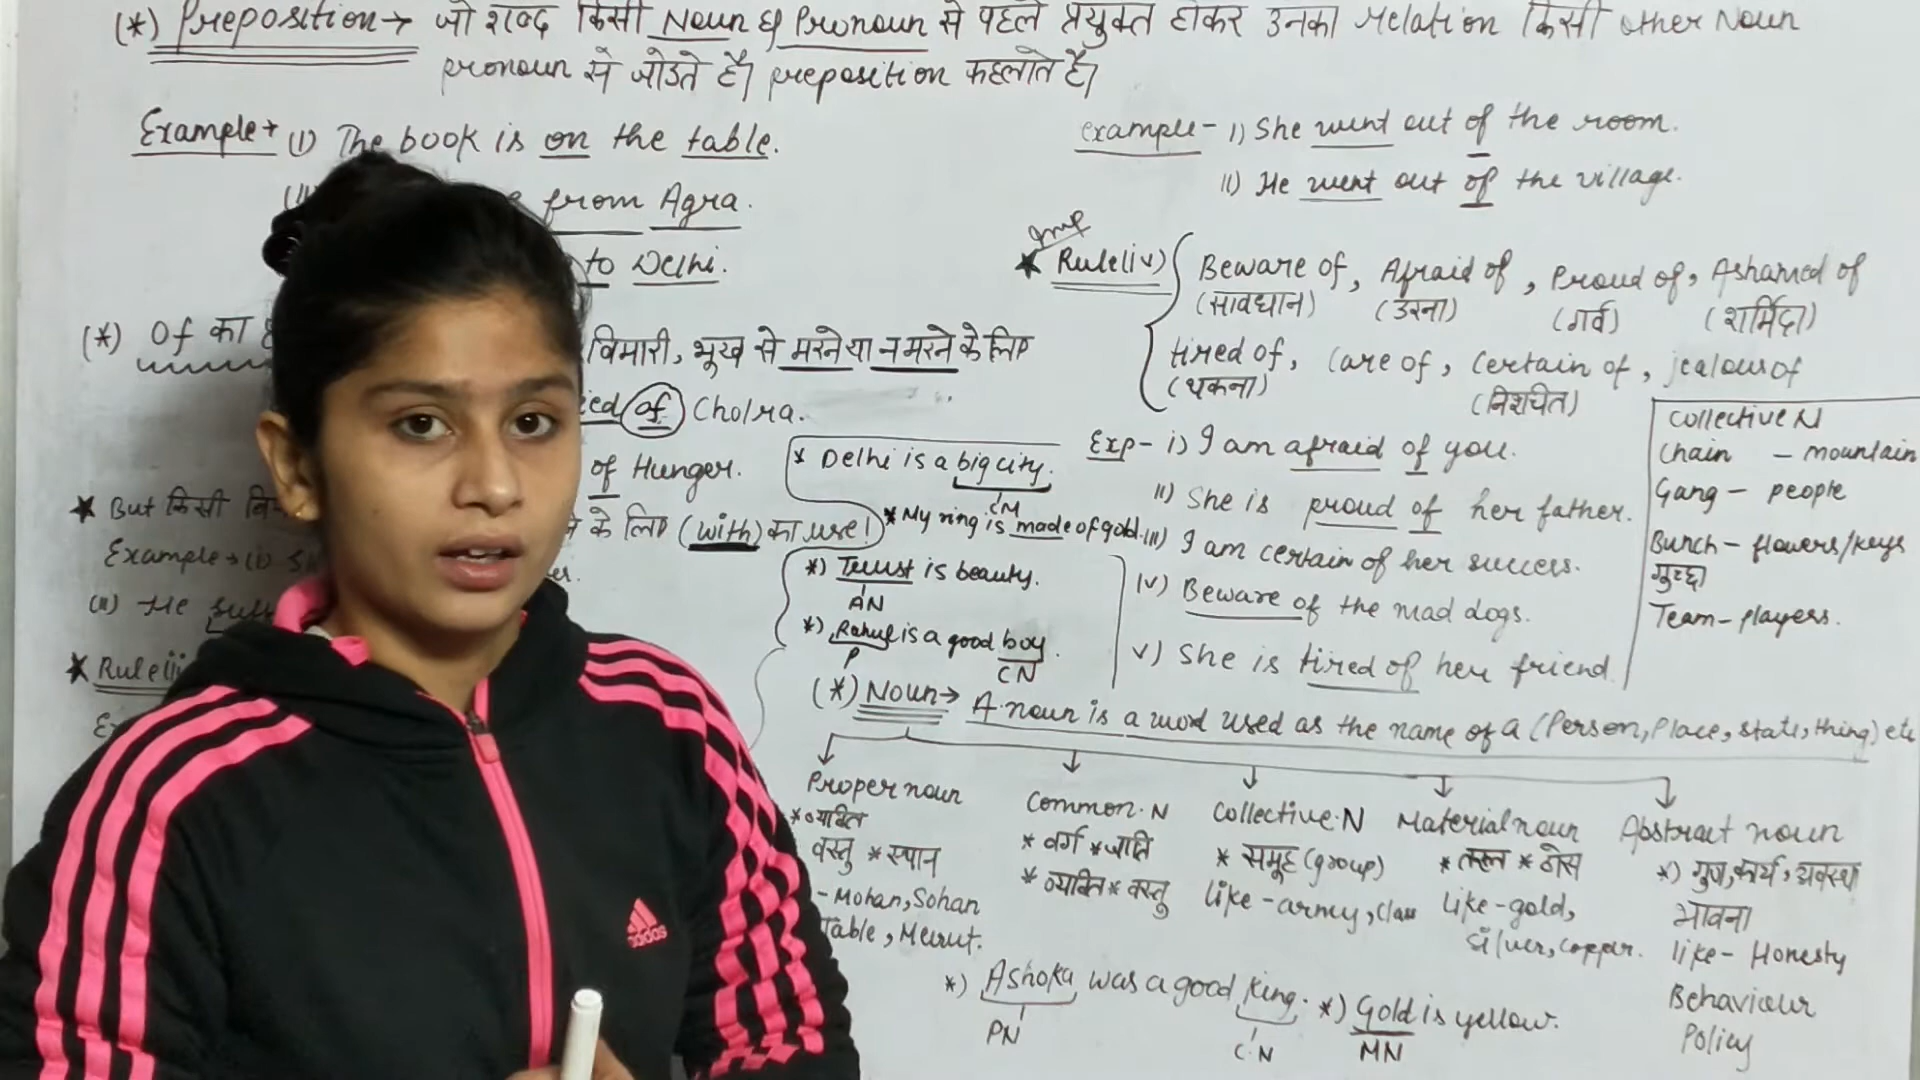 (*) Preposition → जो शब्द किसी Noun & Pronoun से पहले प्रयुक्त होकर उनका relation किसी other Noun
pronoun से जोडते है। preposition कहलाते है।
Example → (i) The book is on the table.
from Agra.
to Delhi.
(*) Of का
विमारी, भूख से मरने या न मरने के लिए
of Cholra.
of Hunger.
★ But किसी
के लिए (with) का use!
Example → (i)
(ii) He
★ Rule (iii
example - i) She went out of the room.
ii) He went out of the village.
Imp
★ Rule (iv) Beware of, Afraid of, Proud of, Ashamed of
(सावधान) (डरना) (गर्व) (शर्मिंदा)
tired of, Care of, Certain of, jealous of
(थकना) (निश्चित)
Exp - i) I am afraid of you.
ii) She is proud of her father.
iii) I am certain of her success.
iv) Beware of the mad dogs.
v) She is tired of her friend.
Collective N
Chain - mountain
Gang - people
Bunch - flowers/keys
गुच्छा
Team - players.
* Delhi is a big city.
CM
* My ring is made of gold.
*) Trust is beauty.
AN
*) Rahul is a good boy.
P CN
(*) Noun → A noun is a word used as the name of a (Person, Place, state, thing) etc
Proper noun Common. N Collective. N Material noun Abstract noun
* व्यक्ति * वर्ग * जाति * समूह (group) * तरल * ठोस *) गुण, कार्य, अवस्था
वस्तु * स्थान * व्यक्ति * वस्तु like - army, class like - gold, भावना
- Mohan, Sohan silver, coppar. like - Honesty
Table, Meerut. Behaviour
Policy
*) Ashoka was a good king. *) Gold is yellow.
PN C.N MN
adidas